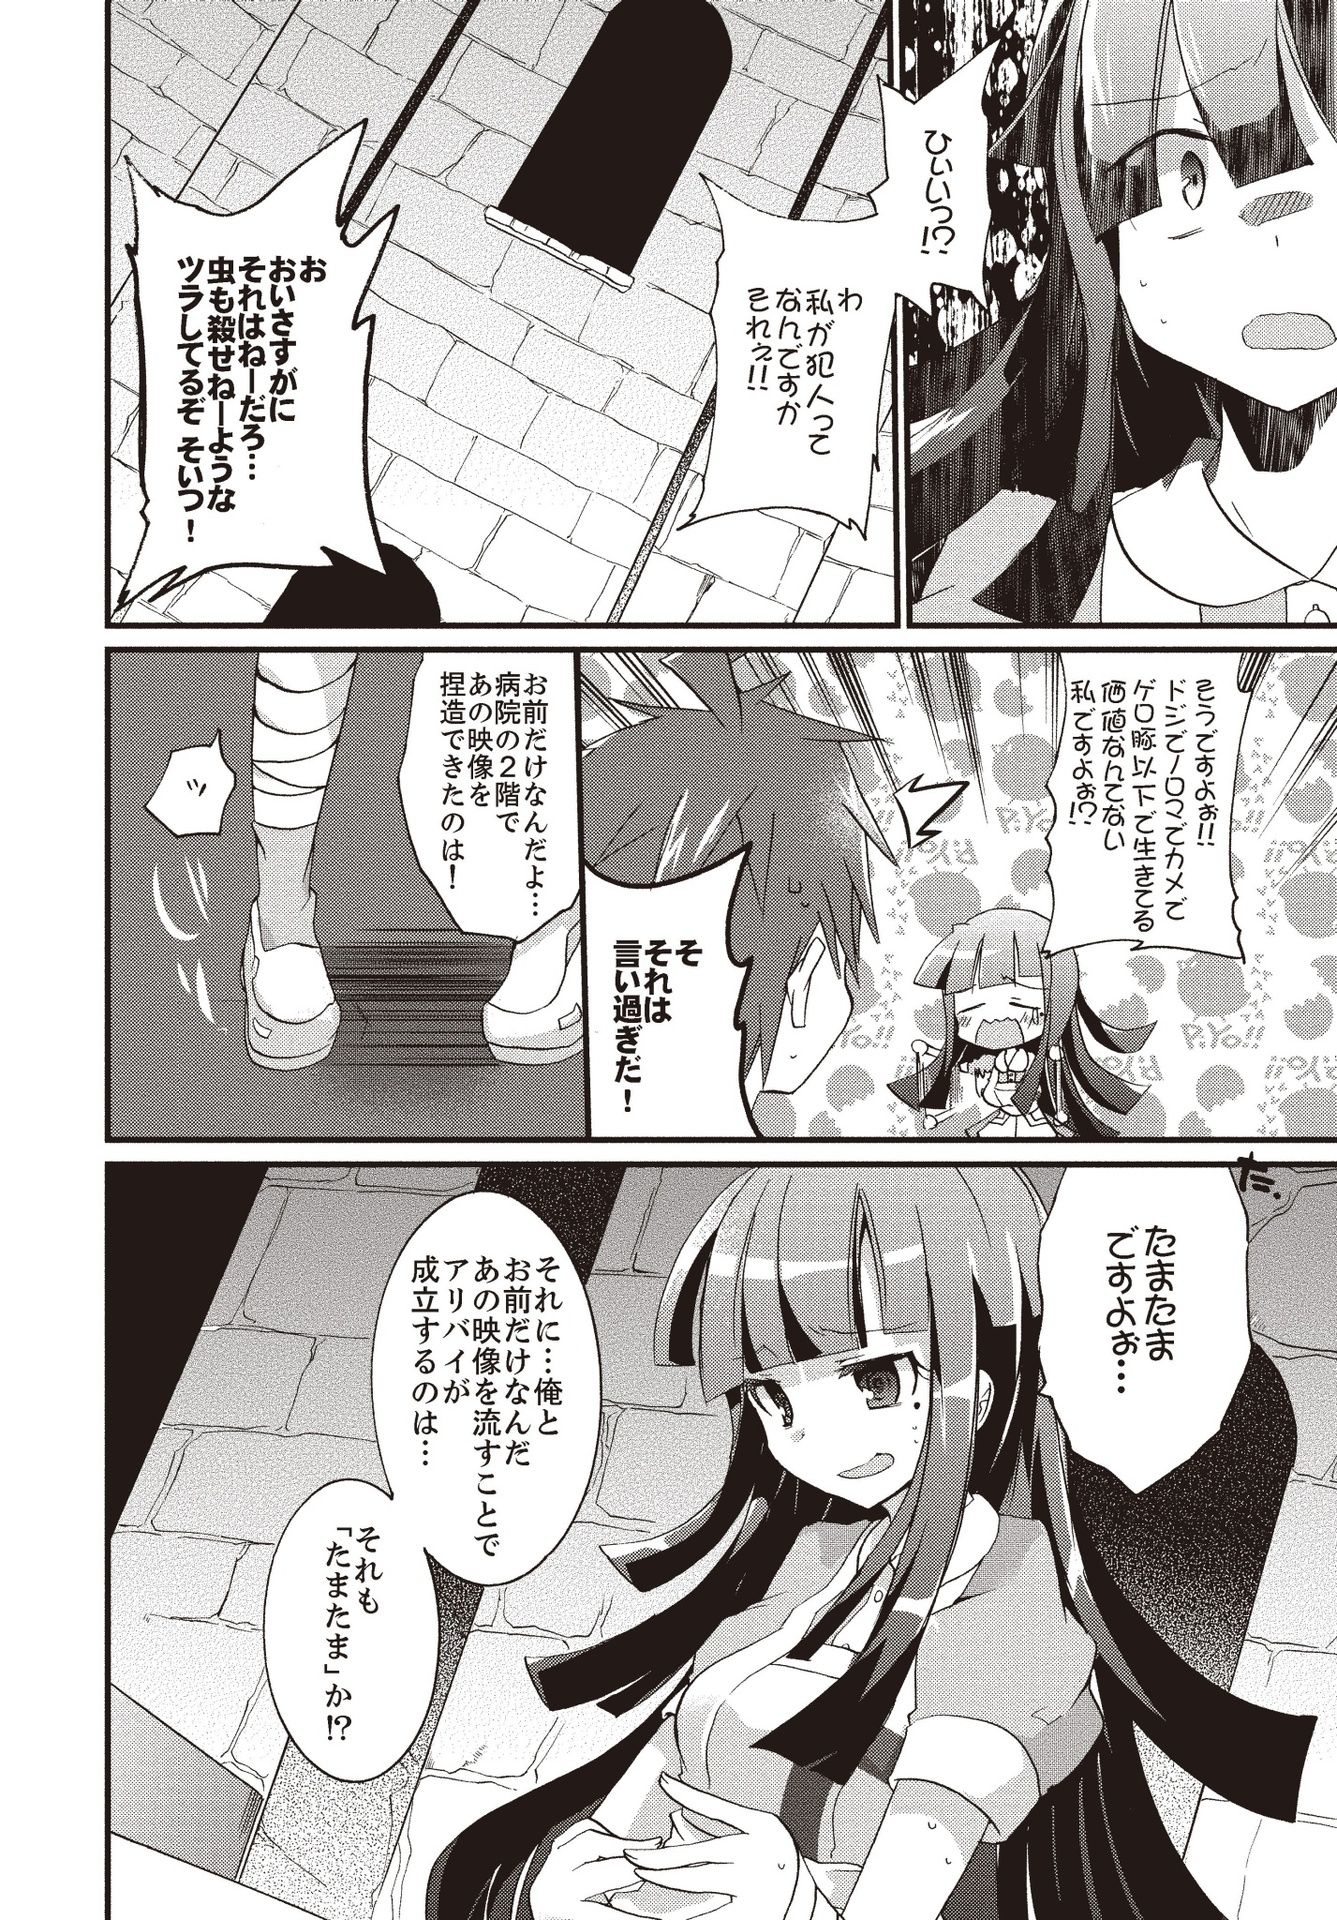 ひぃいっ!?
わ
私が犯人って
なんですか
それぇ!!
お
おいさすがに
それはねーだろ…
虫も殺せねーような
ツラしてるぞ そいつ!
そうですよぉ!!
ドジでノロマでカメで
ゲロ豚以下で生きてる
価値なんてない
私ですよぉ!?
そ
それは
言い過ぎだ!
お前だけなんだよ…
病院の2階で
あの映像を
捏造できたのは!
た、
たまたま
ですよぉ…
それに…俺と
お前だけなんだ
あの映像を流すことで
アリバイが
成立するのは…
それも
「たまたま」か!?